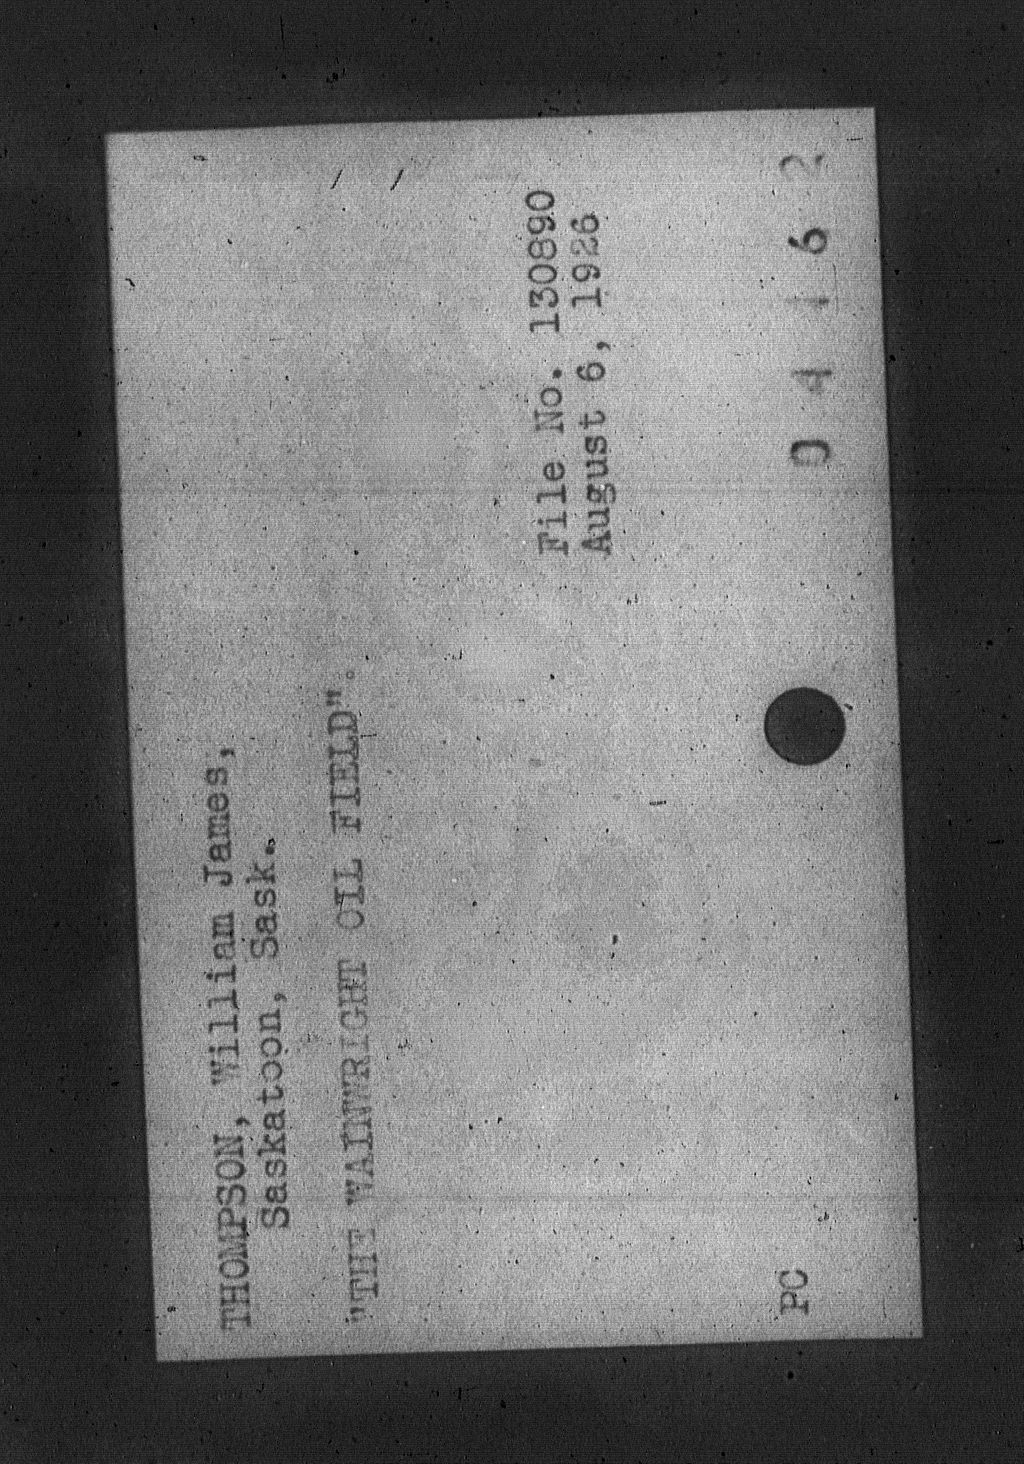 THOMPSON, William James,
Saskatoon, Sask.
"THE WAINWRIGHT OIL FIELD".
File No. 130890
August 6, 1926
PC
0 4 1 6 2